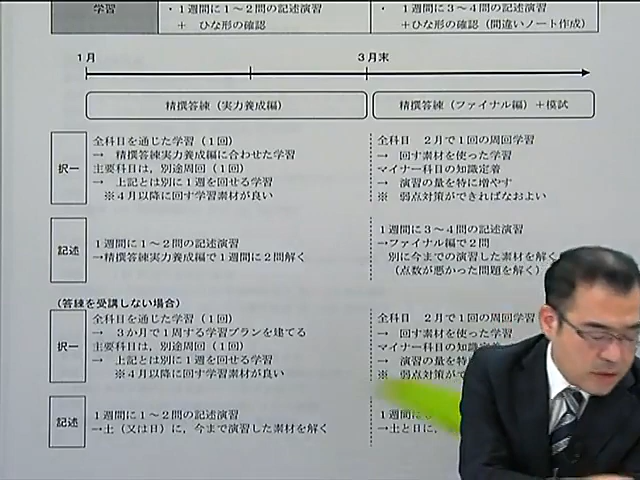 学習
・ 1週間に1～2問の記述演習
＋ ひな形の確認
・ 1週間に3～4問の記述演習
＋ひな形の確認（間違いノート作成）
1月
3月末
精撰答練（実力養成編）
精撰答練（ファイナル編）＋模試
択一
全科目を通じた学習（1回）
→ 精撰答練実力養成編に合わせた学習
主要科目は，別途周回（1回）
→ 上記とは別に1週を回せる学習
※4月以降に回す学習素材が良い
全科目 2月で1回の周回学習
→ 回す素材を使った学習
マイナー科目の知識定着
→ 演習の量を特に増やす
※ 弱点対策ができればなおよい
記述
1週間に1～2問の記述演習
→精撰答練実力養成編で1週間に2問解く
1週間に3～4問の記述演習
→ファイナル編で2問
別に今までの演習した素材を解く
（点数が悪かった問題を解く）
（答練を受講しない場合）
択一
全科目を通じた学習（1回）
→ 3か月で1周する学習プランを建てる
主要科目は，別途周回（1回）
→ 上記とは別に1週を回せる学習
※4月以降に回す学習素材が良い
全科目 2月で1回の周回学習
→ 回す素材を使った学習
マイナー科目の知識
→ 演習の量を特
※ 弱点対策がで
記述
1週間に1～2問の記述演習
→土（又は日）に，今まで演習した素材を解く
1週間に
→土と日に，